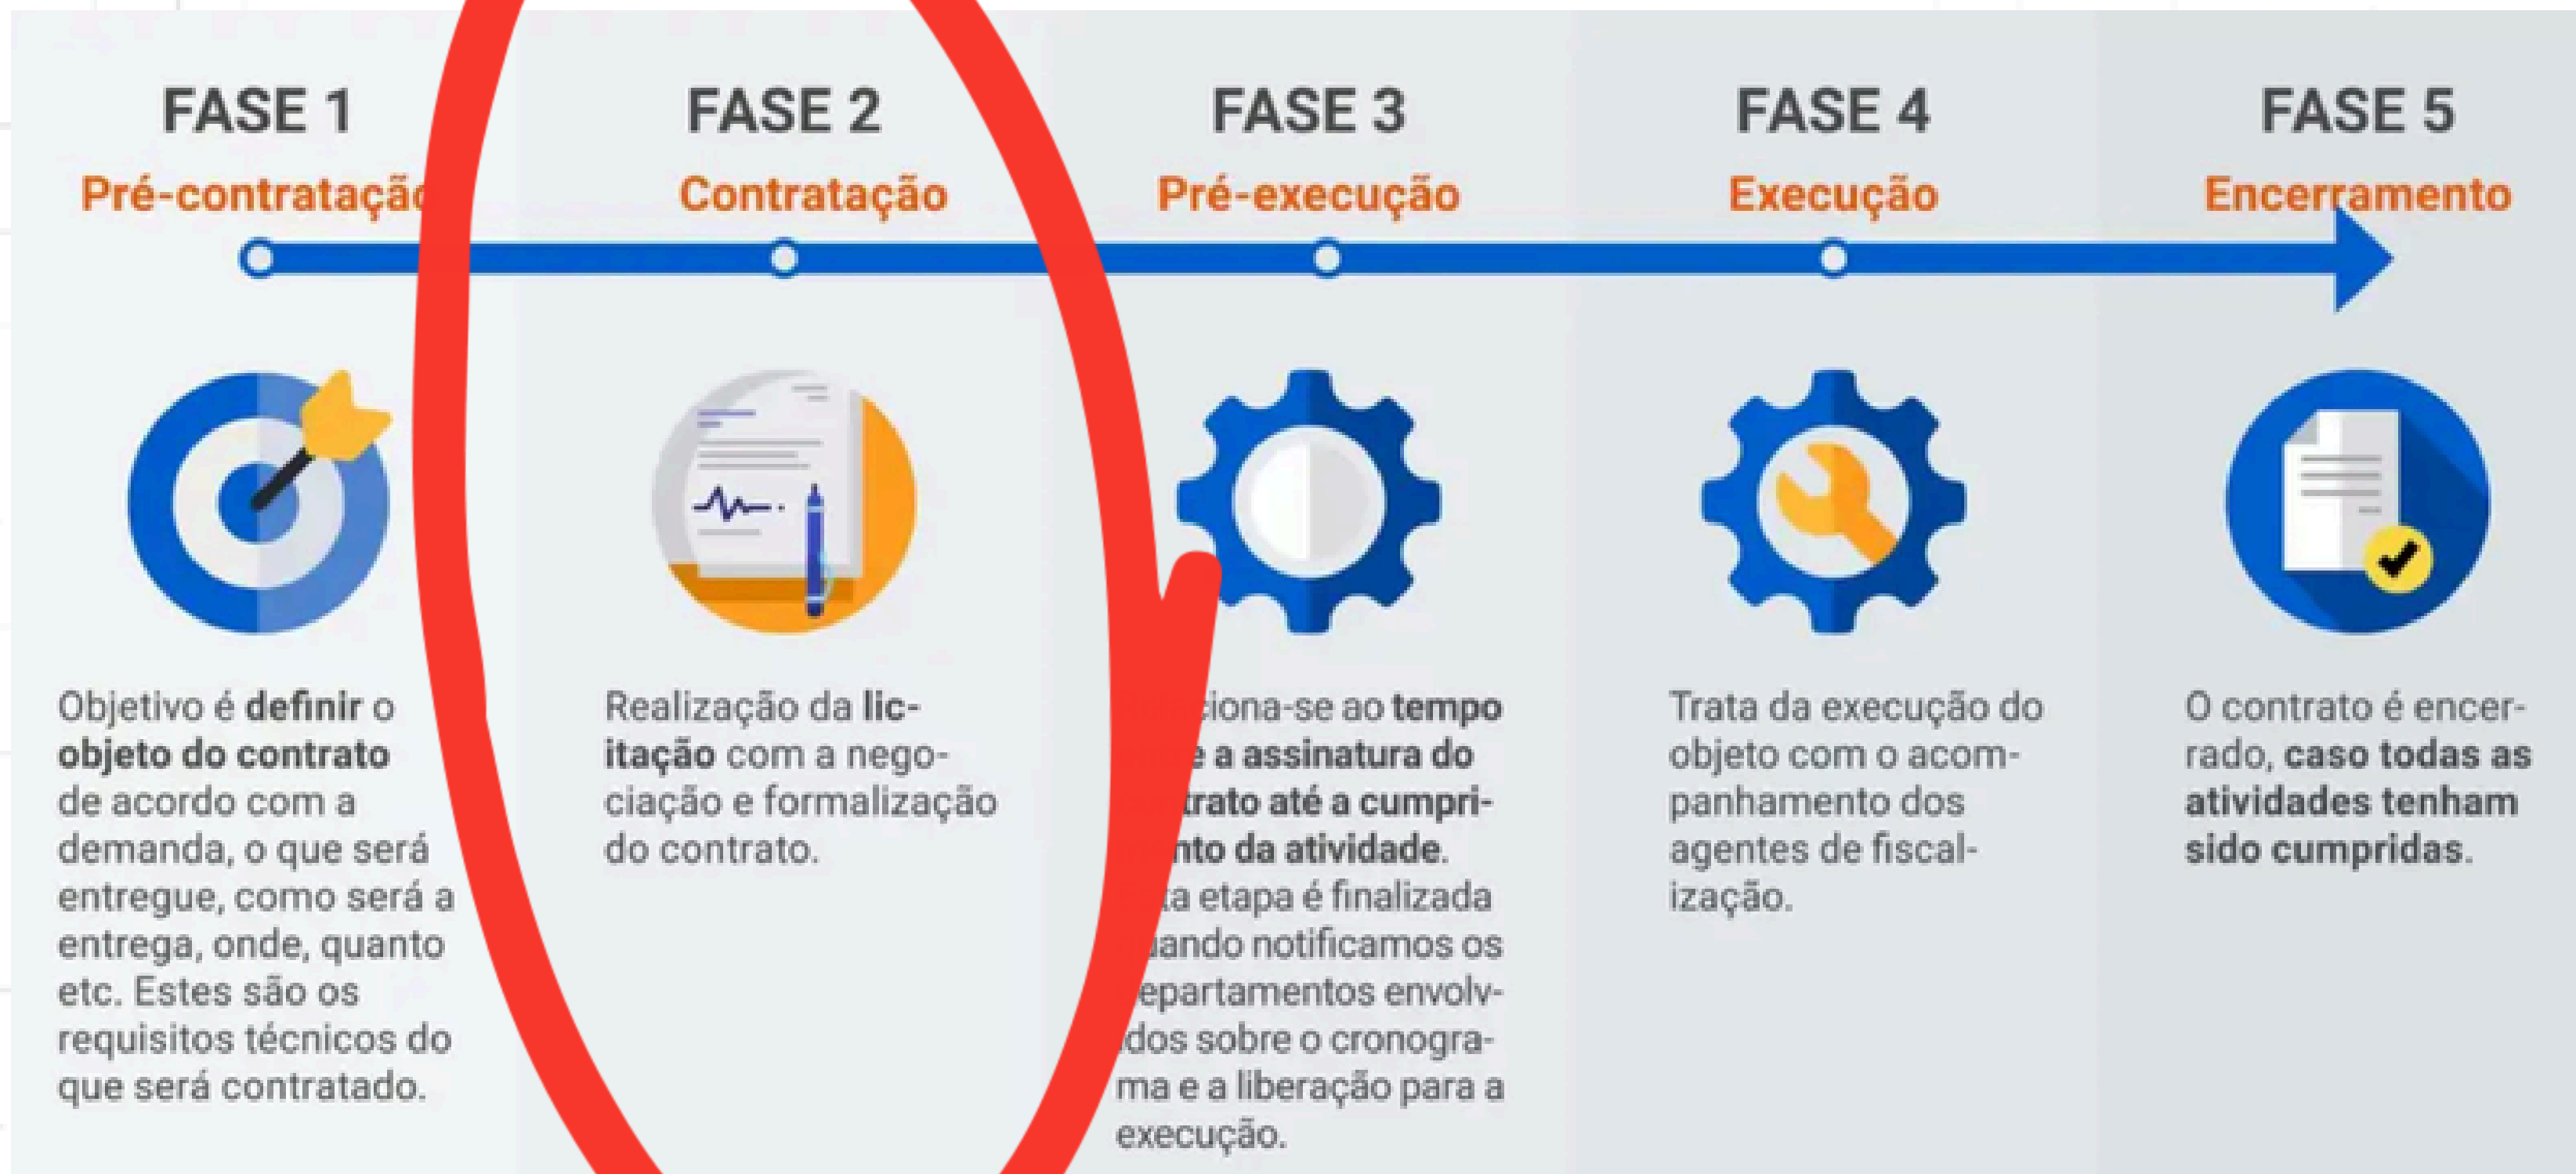 FASE 1
Pré-contratação
Objetivo é definir o
objeto do contrato
de acordo com a
demanda, o que será
entregue, como será a
entrega, onde, quanto
etc. Estes são os
requisitos técnicos do
que será contratado.
FASE 2
Contratação
Realização da lic-
itação com a nego-
ciação e formalização
do contrato.
FASE 3
Pré-execução
ciona-se ao tempo
e a assinatura do
trato até a cumpri-
nto da atividade.
ta etapa é finalizada
uando notificamos os
epartamentos envolv-
idos sobre o cronogra-
ma e a liberação para a
execução.
FASE 4
Execução
Trata da execução do
objeto com o acom-
panhamento dos
agentes de fiscal-
ização.
FASE 5
Encerramento
O contrato é encer-
rado, caso todas as
atividades tenham
sido cumpridas.